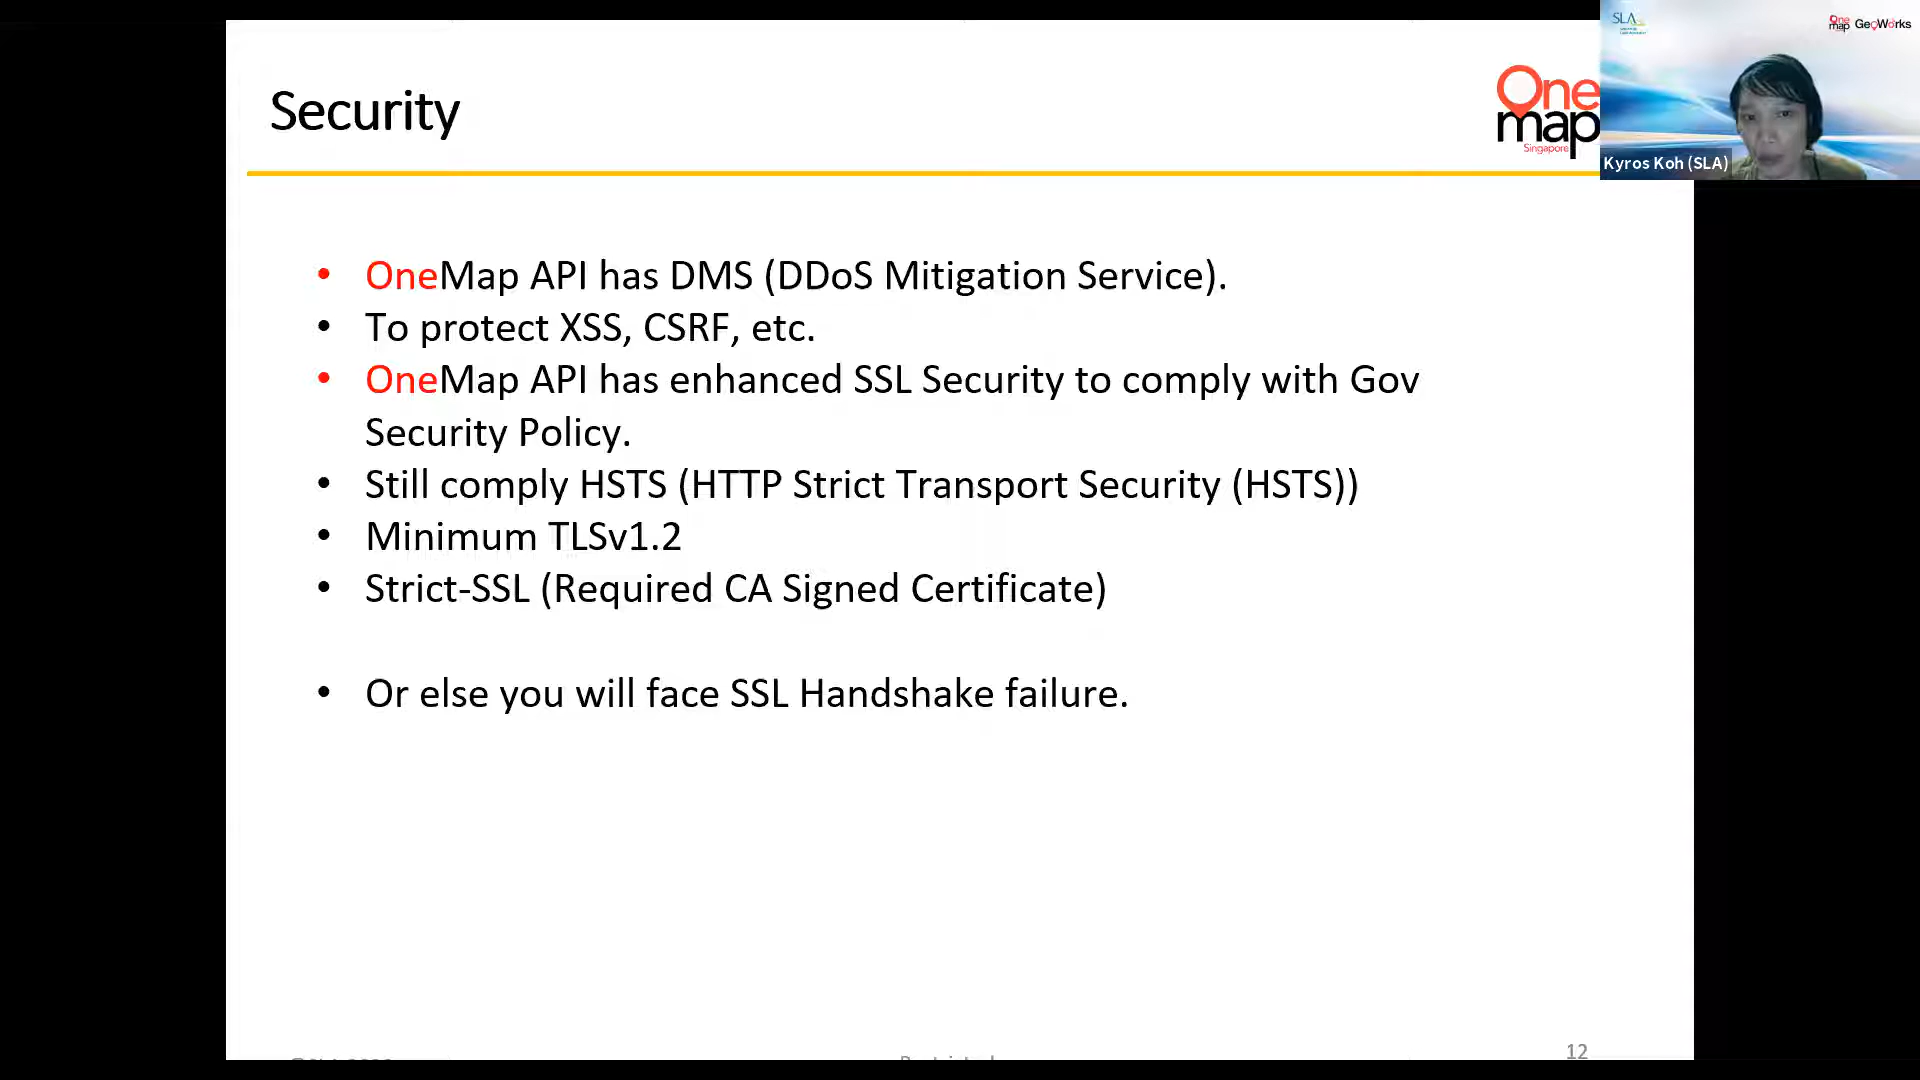 Security
One
map
Singapore
SLA
One
map GeoWorks
Kyros Koh (SLA)
• OneMap API has DMS (DDoS Mitigation Service).
• To protect XSS, CSRF, etc.
• OneMap API has enhanced SSL Security to comply with Gov
Security Policy.
• Still comply HSTS (HTTP Strict Transport Security (HSTS))
• Minimum TLSv1.2
• Strict-SSL (Required CA Signed Certificate)
• Or else you will face SSL Handshake failure.
12